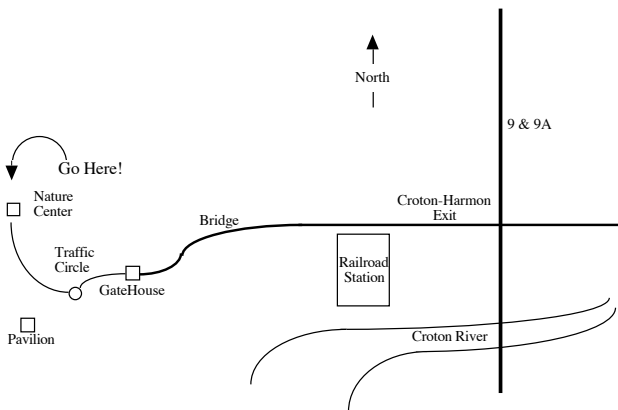 North
9 & 9A
Go Here!
Nature
Center
Croton-Harmon
Exit
Bridge
Traffic
Circle
Railroad
Station
GateHouse
Pavilion
Croton River